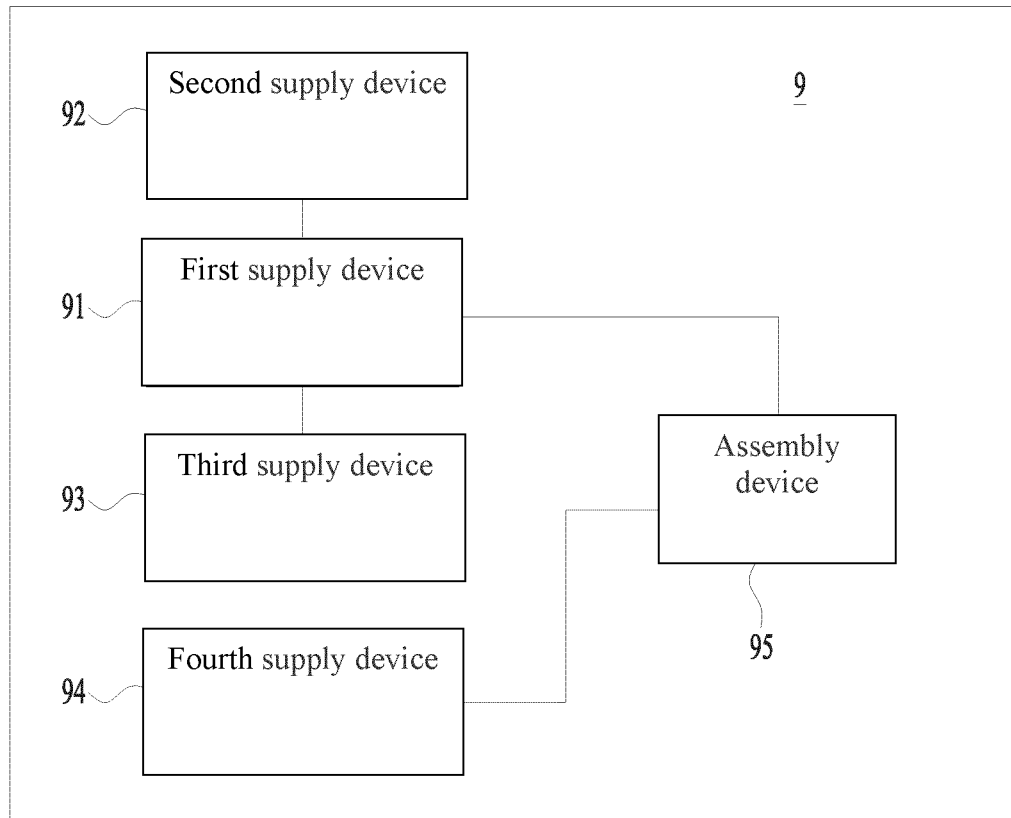 Second supply device
9
92
First supply device
91
Third supply device
93
Assembly
device
Fourth supply device
95
94